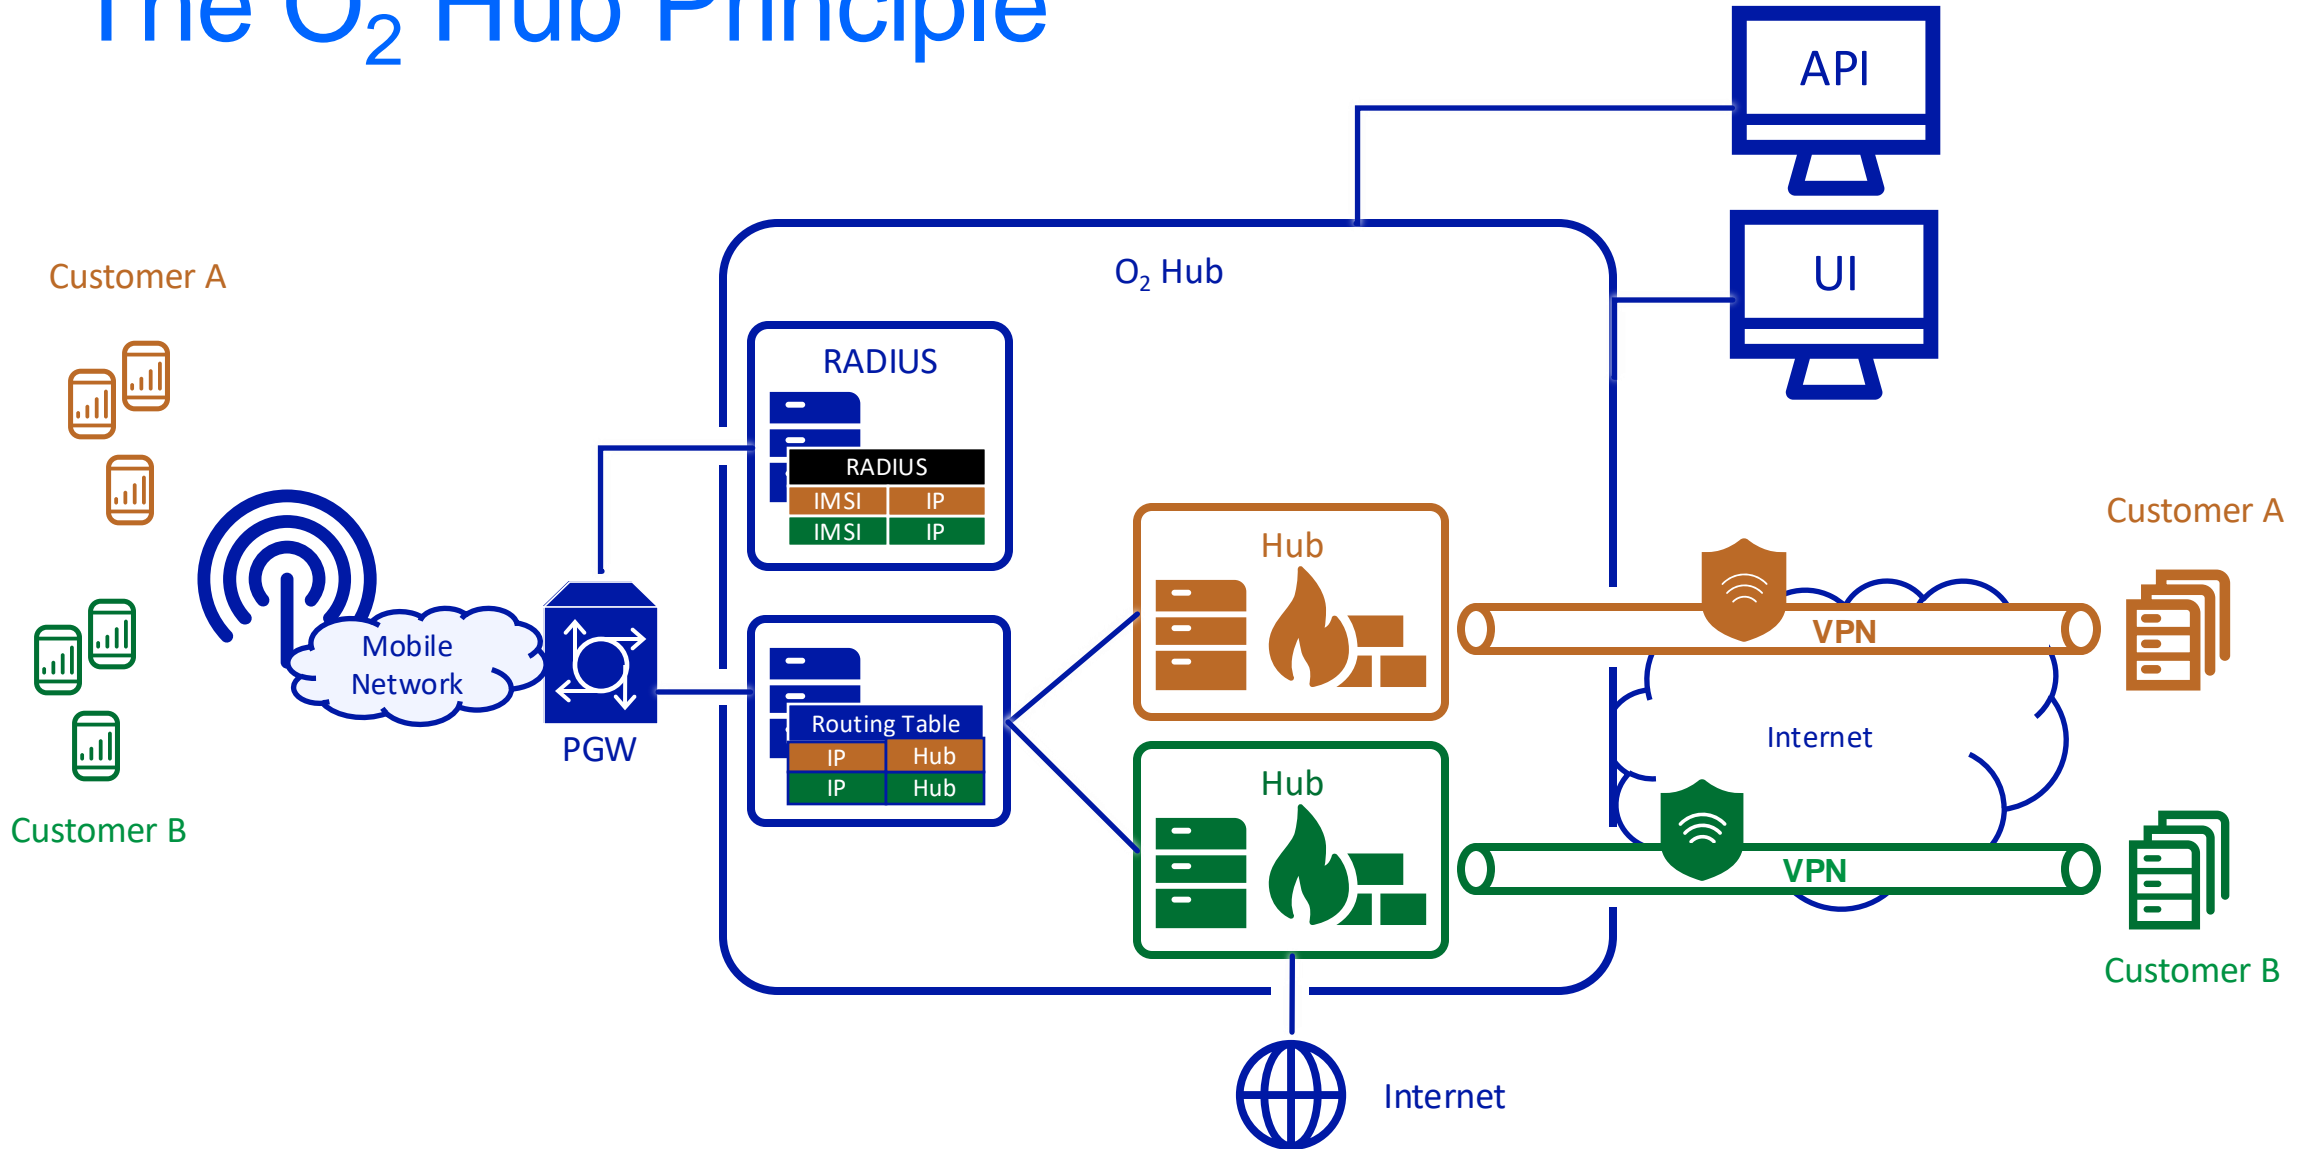 The O₂ Hub Principle
API
UI
O₂ Hub
Customer A
RADIUS
RADIUS
IMSI IP
IMSI IP
Mobile
Network
PGW
Routing Table
IP Hub
IP Hub
Customer B
Hub
Hub
VPN
Internet
VPN
Customer A
Customer B
Internet